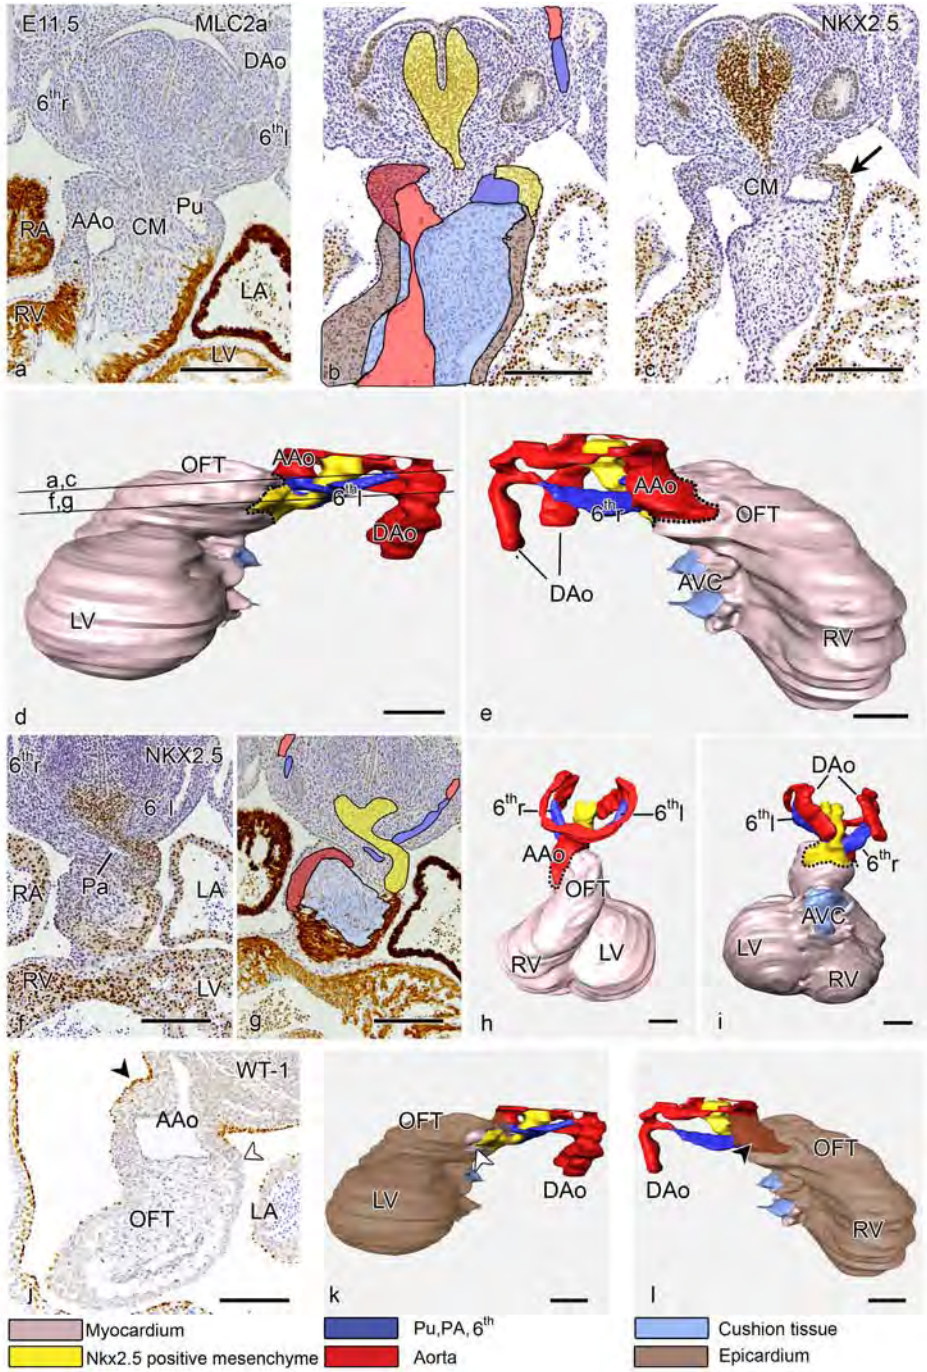 E11.5 MLC2a
DAo
6th r
6th l
RA AAo CM Pu
LA
RV
LV
a
b
NKX2.5
CM
c
OFT AAo
a,c
f,g
6th l
DAo
LV
d
AAo
6th r
OFT
DAo
AVC
RV
e
6th r NKX2.5
6 l
Pa
RA LA
RV LV
f
g
6th r 6th l
AAo
OFT
RV LV
h
DAo
6th l
6th r
AVC
LV
RV
i
WT-1
AAo
OFT LA
j
OFT
LV
DAo
k
OFT
DAo
RV
l
Myocardium Pu,PA,6th Cushion tissue
Nkx2.5 positive mesenchyme Aorta Epicardium